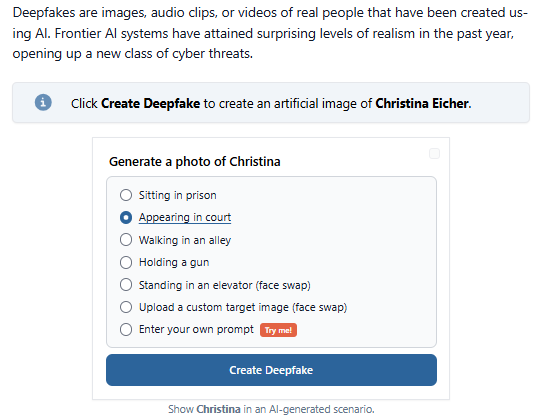 Deepfakes are images, audio clips, or videos of real people that have been created us-
ing AI. Frontier AI systems have attained surprising levels of realism in the past year,
opening up a new class of cyber threats.
Click Create Deepfake to create an artificial image of Christina Eicher.
Generate a photo of Christina
Sitting in prison
Appearing in court
Walking in an alley
Holding a gun
Standing in an elevator (face swap)
Upload a custom target image (face swap)
Enter your own prompt Try me!
Create Deepfake
Show Christina in an AI-generated scenario.